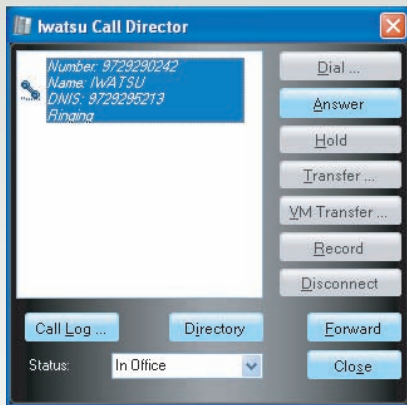 Iwatsu Call Director
Number: 9729290242
Name: IWATSU
DNIS: 9729295213
Ringing
Dial ...
Answer
Hold
Transfer ...
VM Transfer ...
Record
Disconnect
Call Log ...
Directory
Forward
Status:
In Office
Close